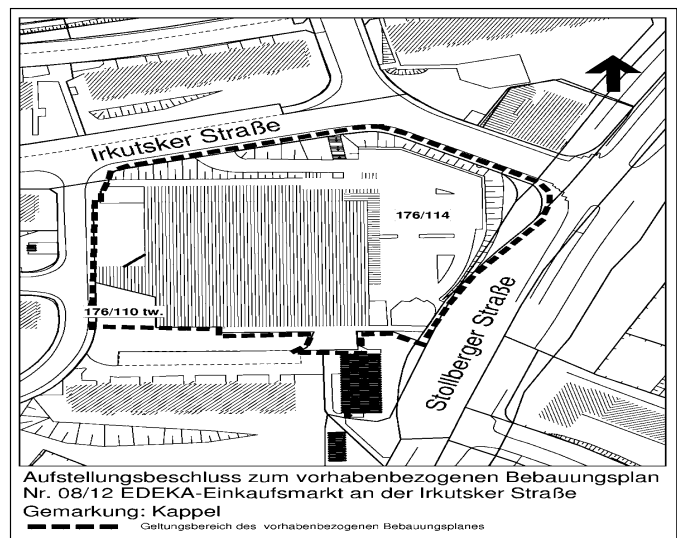 Irkutsker Straße
176/114
176/110 tw.
Stollberger Straße
Aufstellungsbeschluss zum vorhabenbezogenen Bebauungsplan
Nr. 08/12 EDEKA-Einkaufsmarkt an der Irkutsker Straße
Gemarkung: Kappel
Geltungsbereich des vorhabenbezogenen Bebauungsplanes